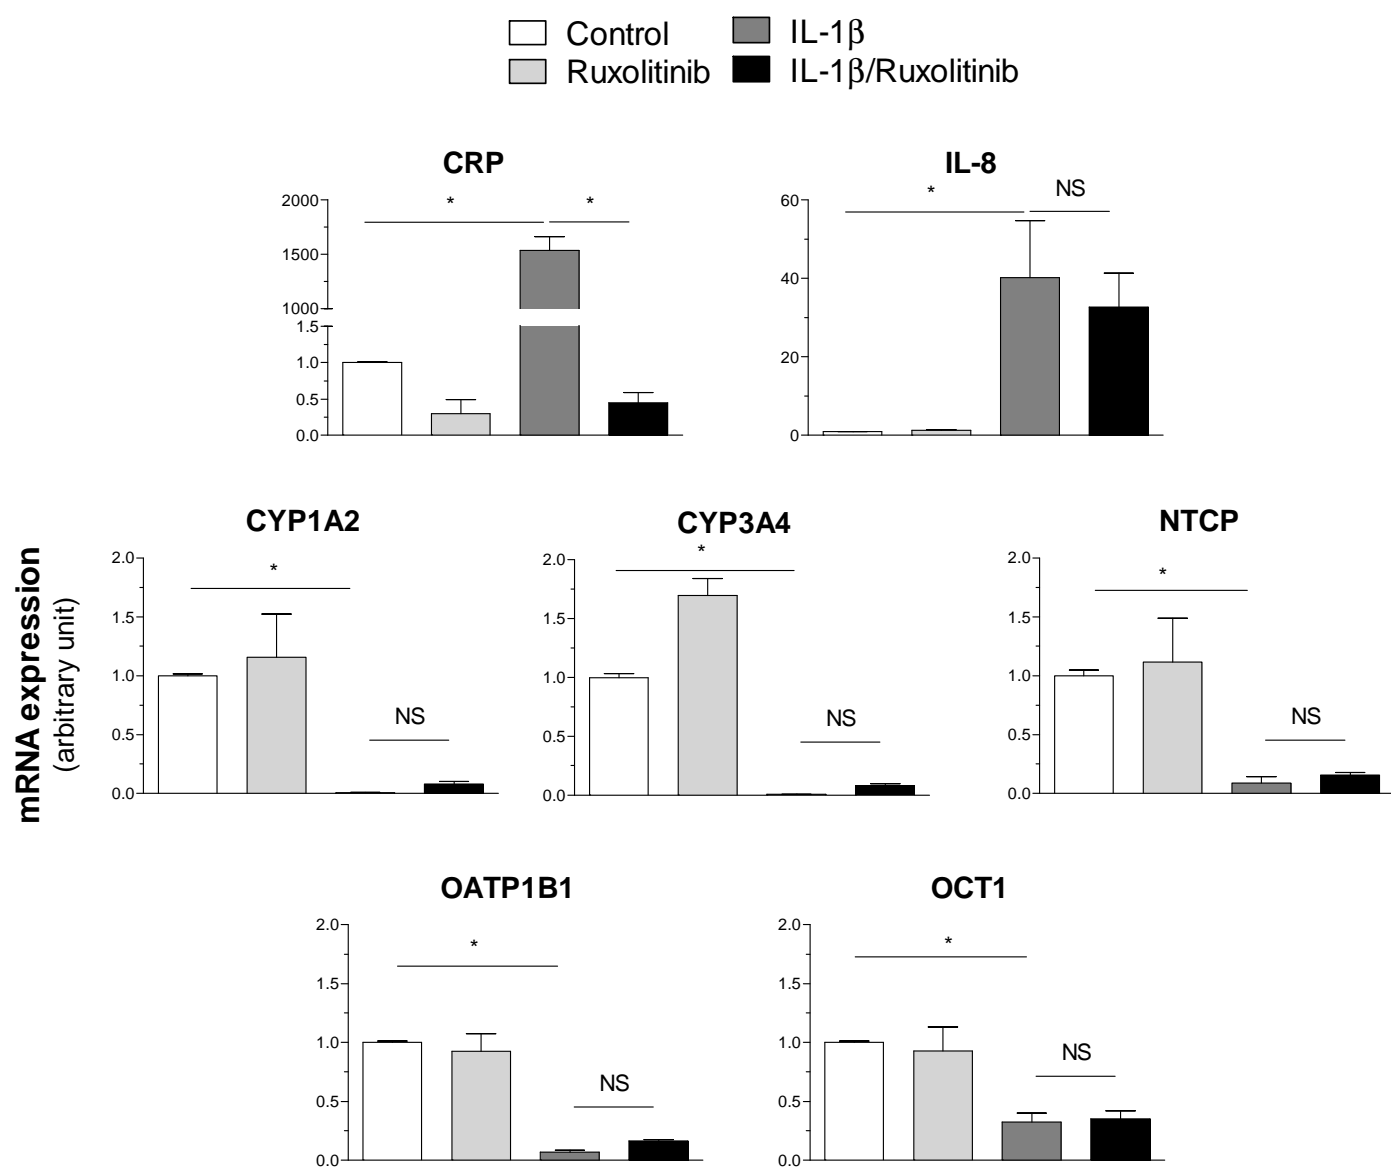 Control IL-1β
Ruxolitinib IL-1β/Ruxolitinib
CRP
2000
1500
1000
1.5
1.0
0.5
0.0
* *
IL-8
60
40
20
0
* NS
mRNA expression
(arbitrary unit)
CYP1A2
2.0
1.5
1.0
0.5
0.0
*
NS
CYP3A4
2.0
1.5
1.0
0.5
0.0
*
NS
NTCP
2.0
1.5
1.0
0.5
0.0
*
NS
OATP1B1
2.0
1.5
1.0
0.5
0.0
*
NS
OCT1
2.0
1.5
1.0
0.5
0.0
*
NS